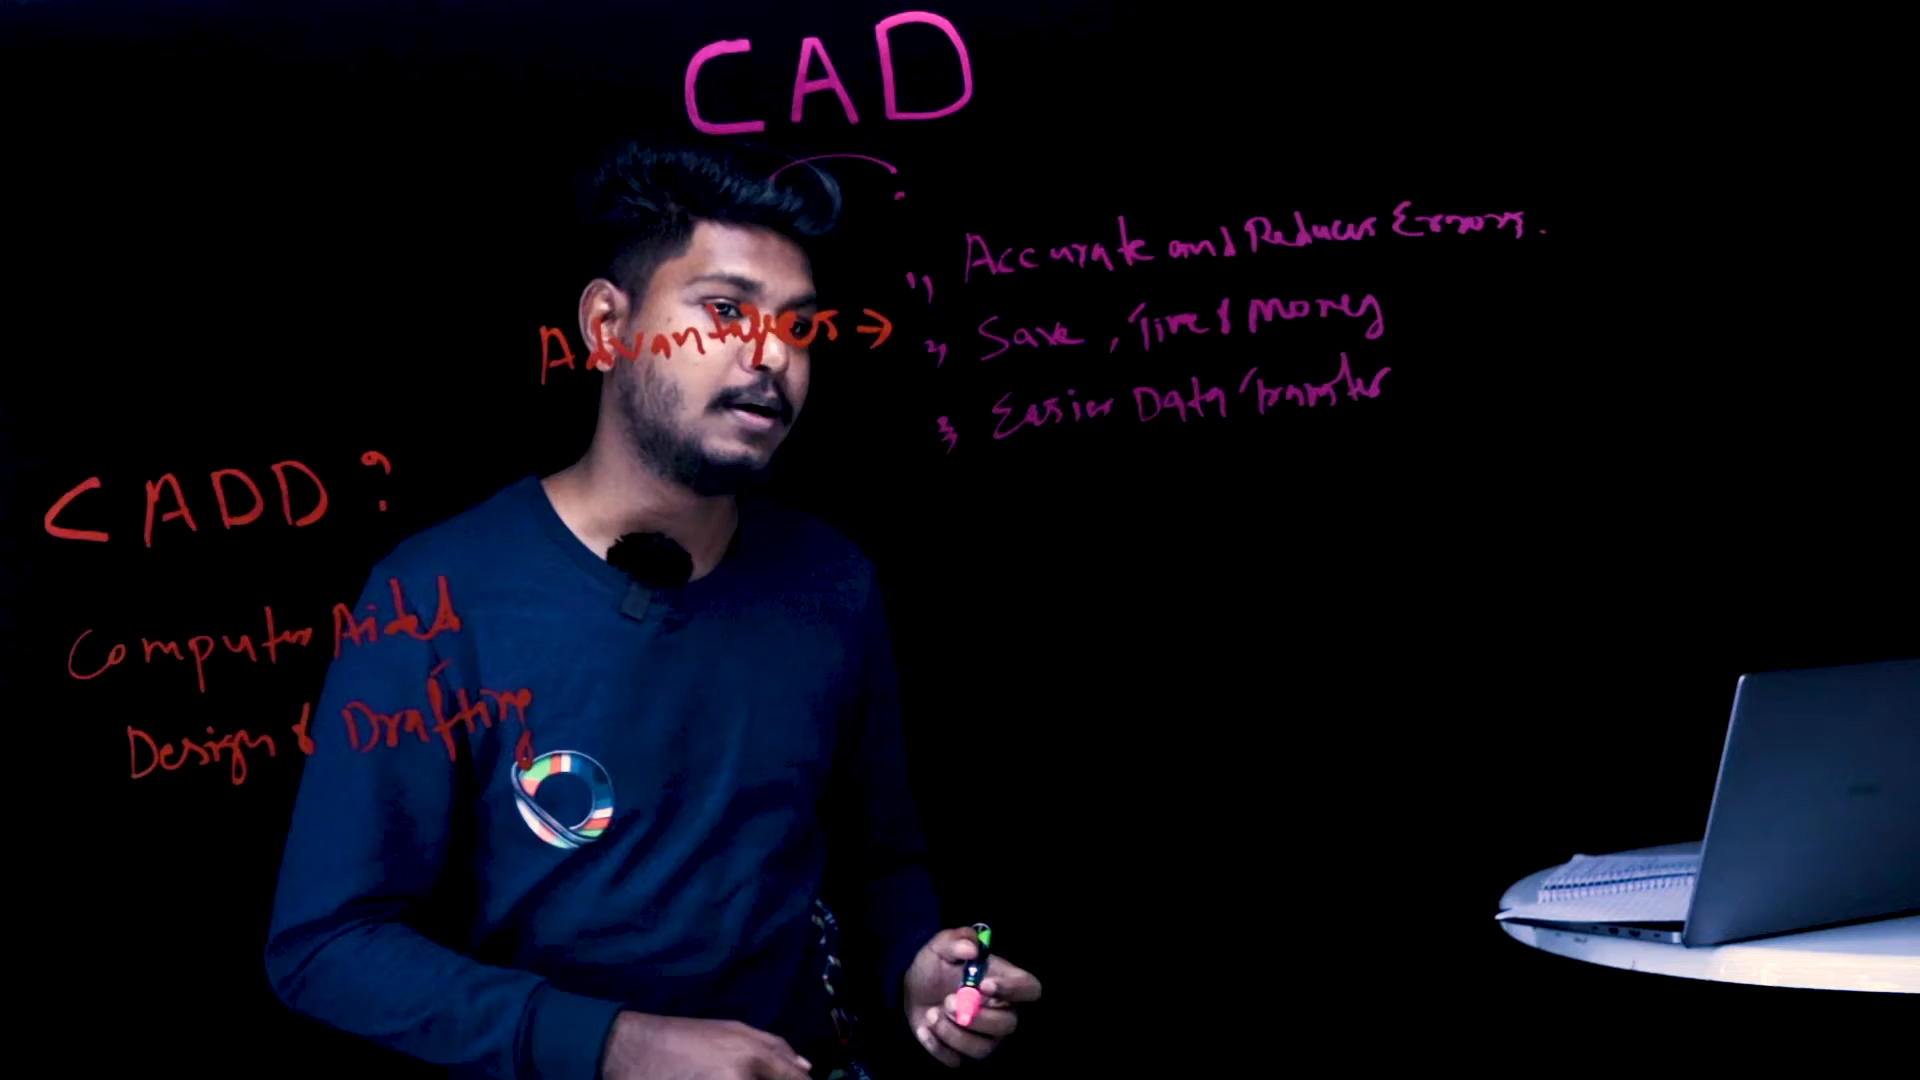 CAD
Advantages →
1, Accurate and Reduces Errors.
2, Save, Time & Money
3, Easier Data Transfer
CADD ?
Computer Aided
Design & Drafting